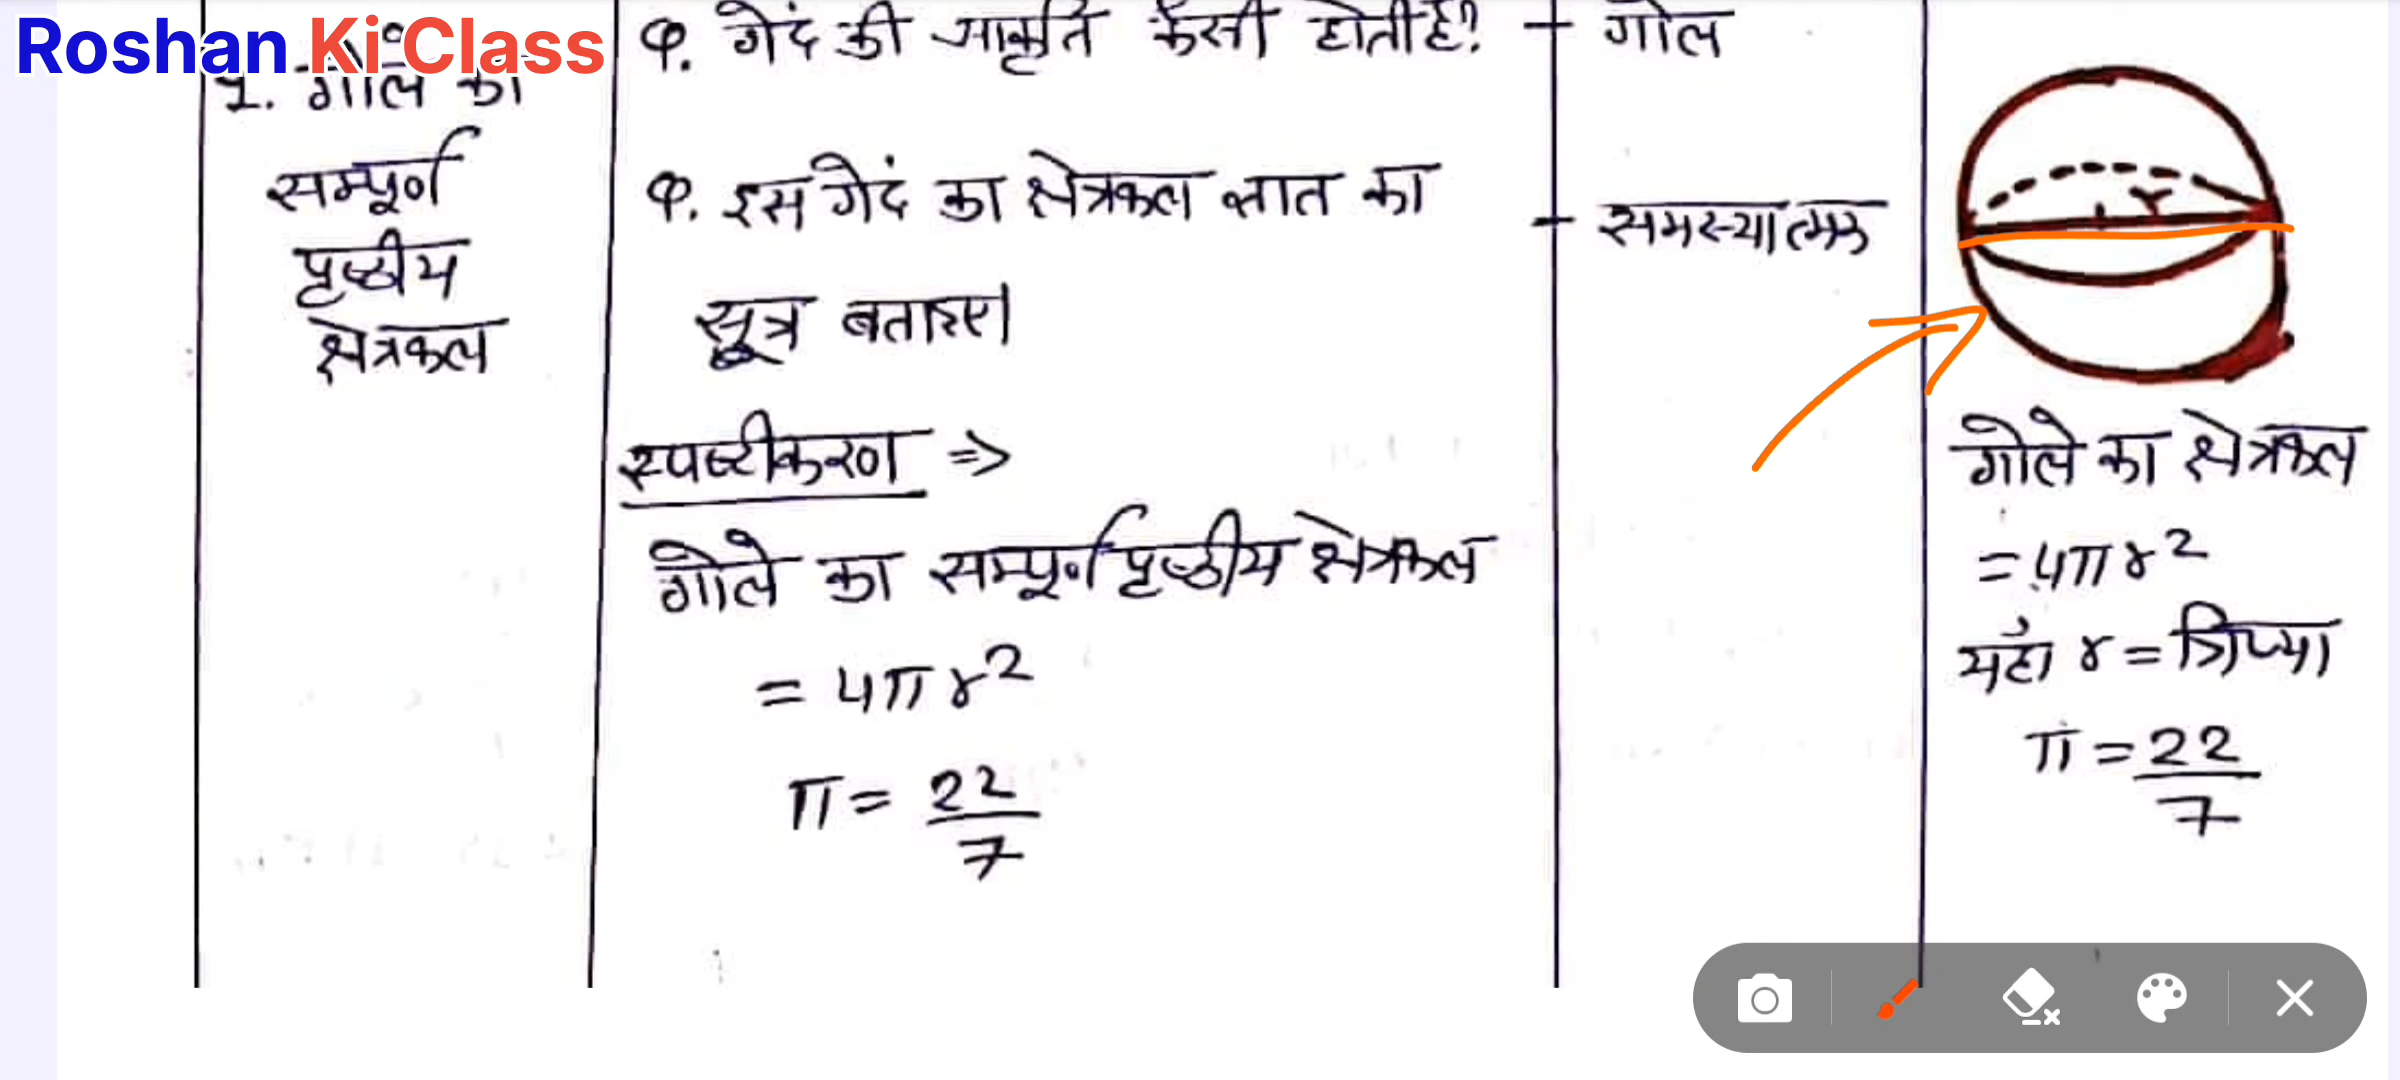 Roshan Ki Class
1. गोले का
सम्पूर्ण
पृष्ठीय
क्षेत्रफल
Q. गेंद की आकृति कैसी होती है?
Q. इस गेदं का क्षेत्रफल ज्ञात का
सूत्र बताइए।
स्पष्टीकरण =>
गोले का सम्पूर्ण पृष्ठीय क्षेत्रफल
= 4πr²
π = 22/7
- गोल
- समस्यात्मक
r
गोले का क्षेत्रफल
= 4πr²
यहाँ r = त्रिज्या
π = 22/7